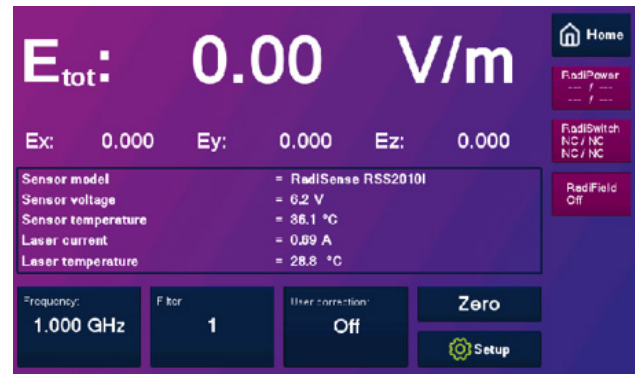 Etot: 0.00 V/m
Ex: 0.000 Ey: 0.000 Ez: 0.000
Sensor model = RadiSense RSS2010I
Sensor voltage = 6.2 V
Sensor temperature = 36.1 °C
Laser current = 0.69 A
Laser temperature = 28.8 °C
Frequency:
1.000 GHz
Filter
1
User correction:
Off
Zero
Setup
Home
RadiPower
--- / ---
--- / ---
RadiSwitch
NC / NC
NC / NC
RadiField
Off